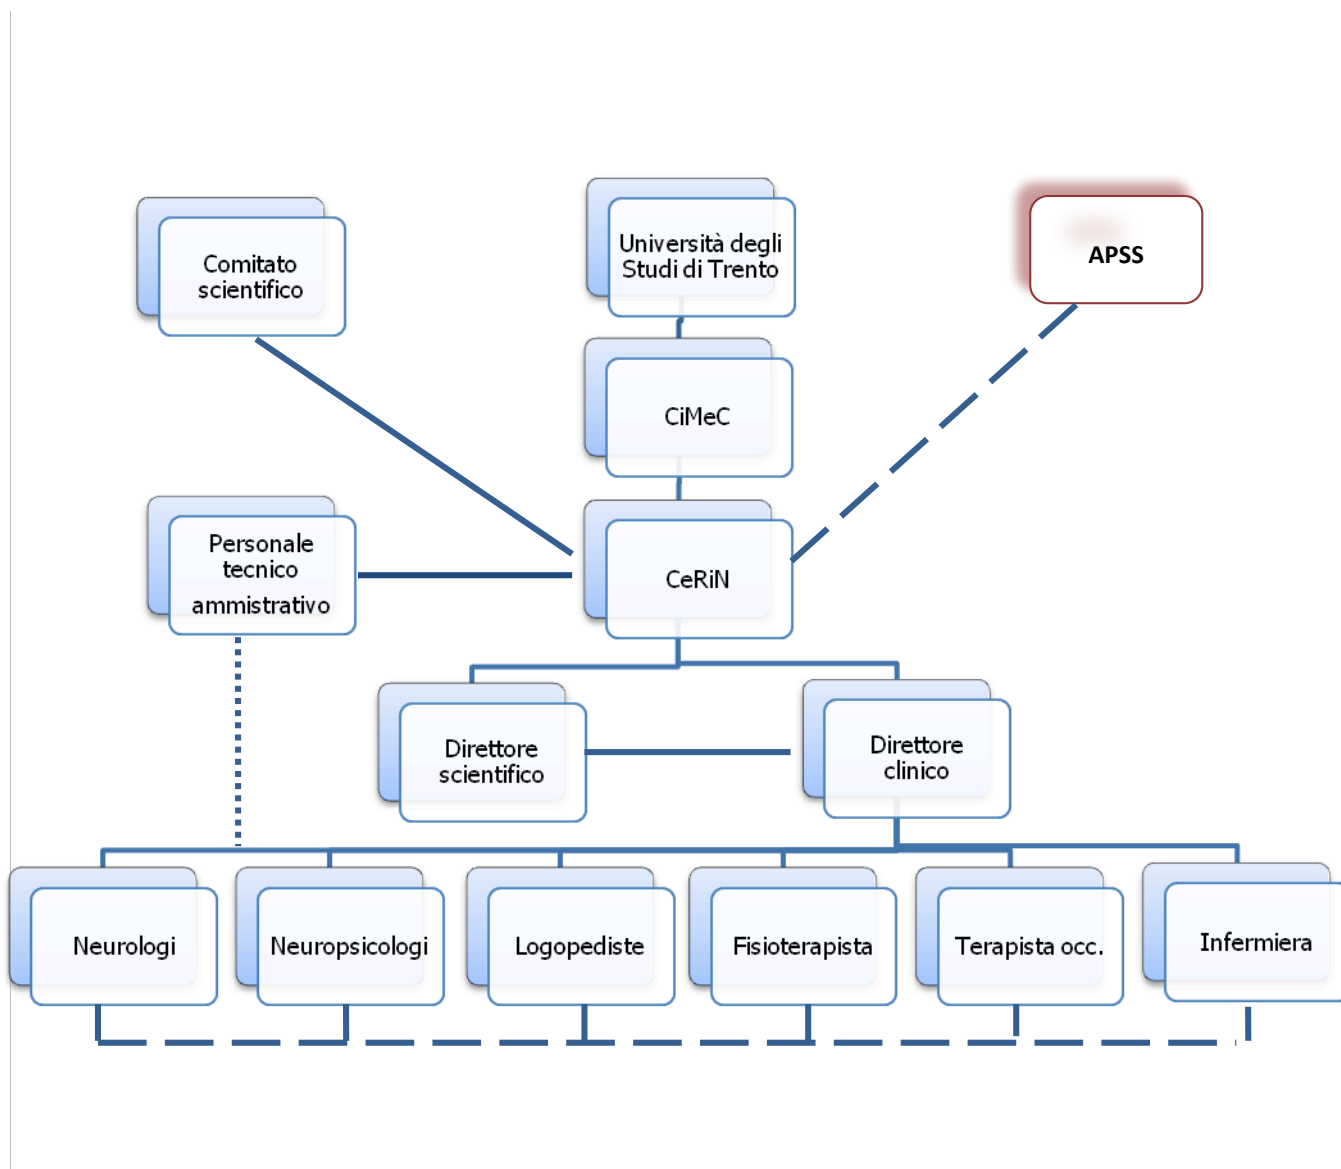 Comitato
scientifico
Università degli
Studi di Trento
APSS
CiMeC
Personale
tecnico
ammistrativo
CeRiN
Direttore
scientifico
Direttore
clinico
Neurologi
Neuropsicologi
Logopediste
Fisioterapista
Terapista occ.
Infermiera